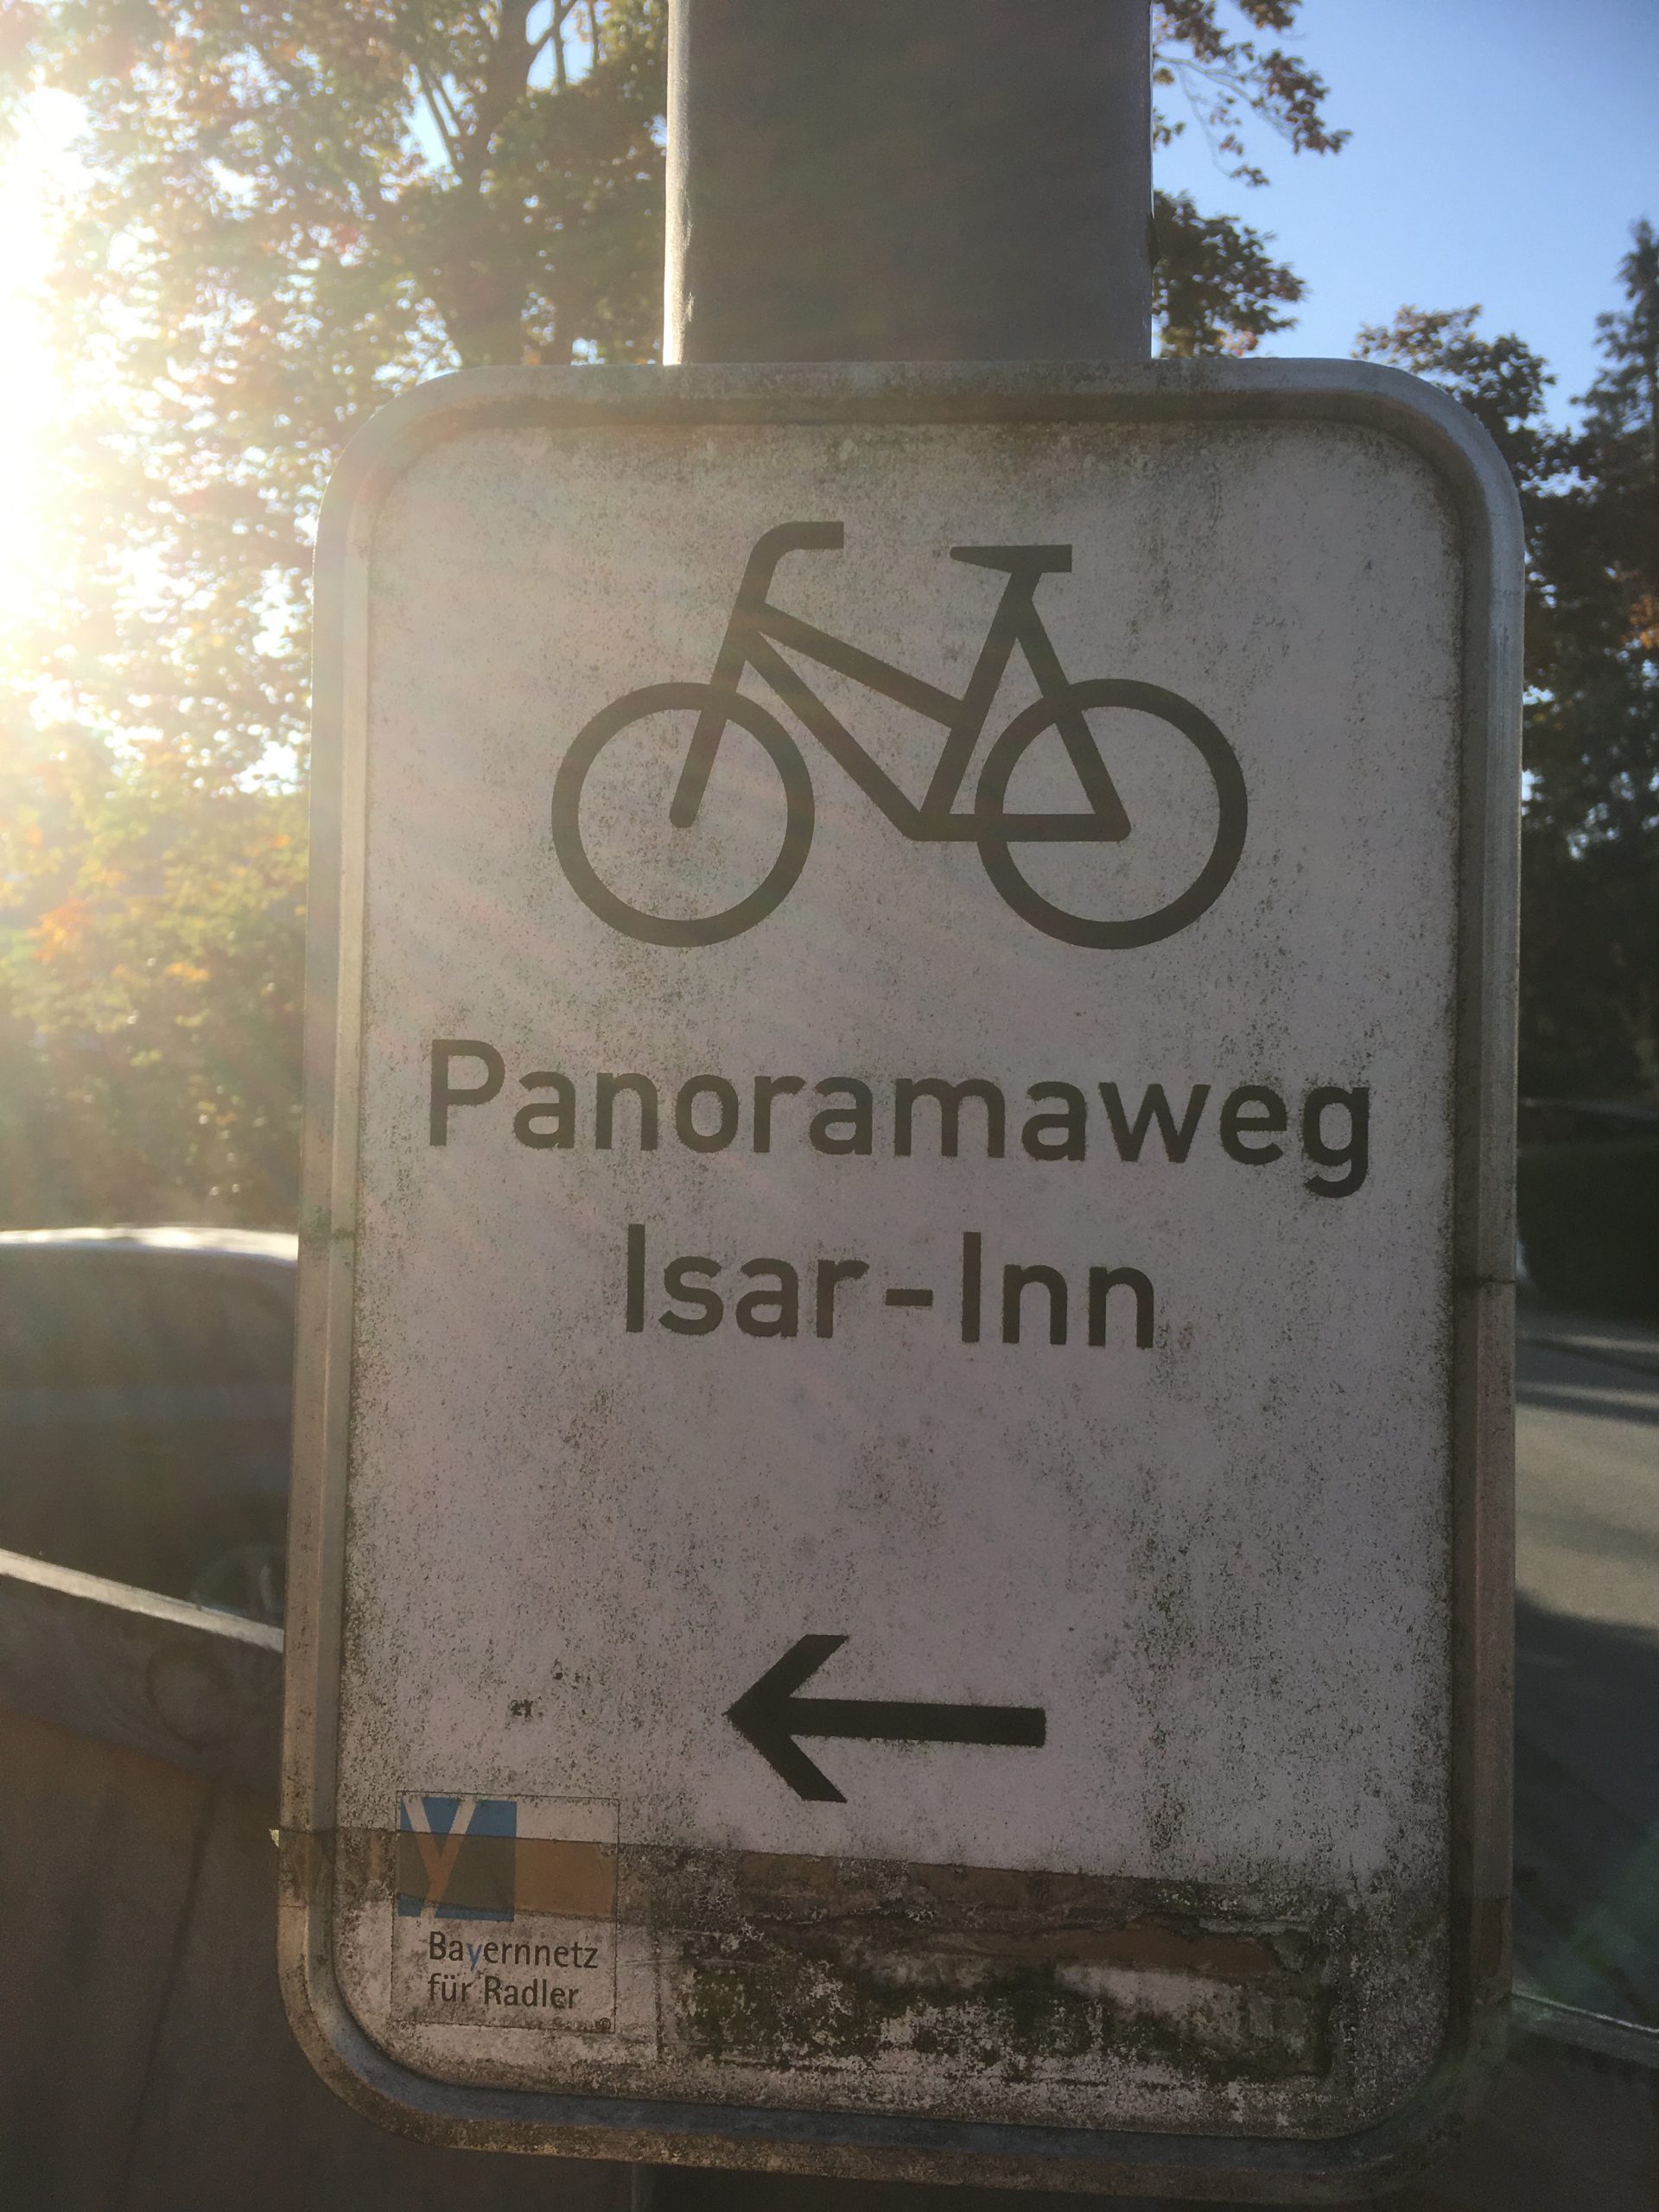 Panoramaweg
Isar-Inn
Bayernnetz
für Radler